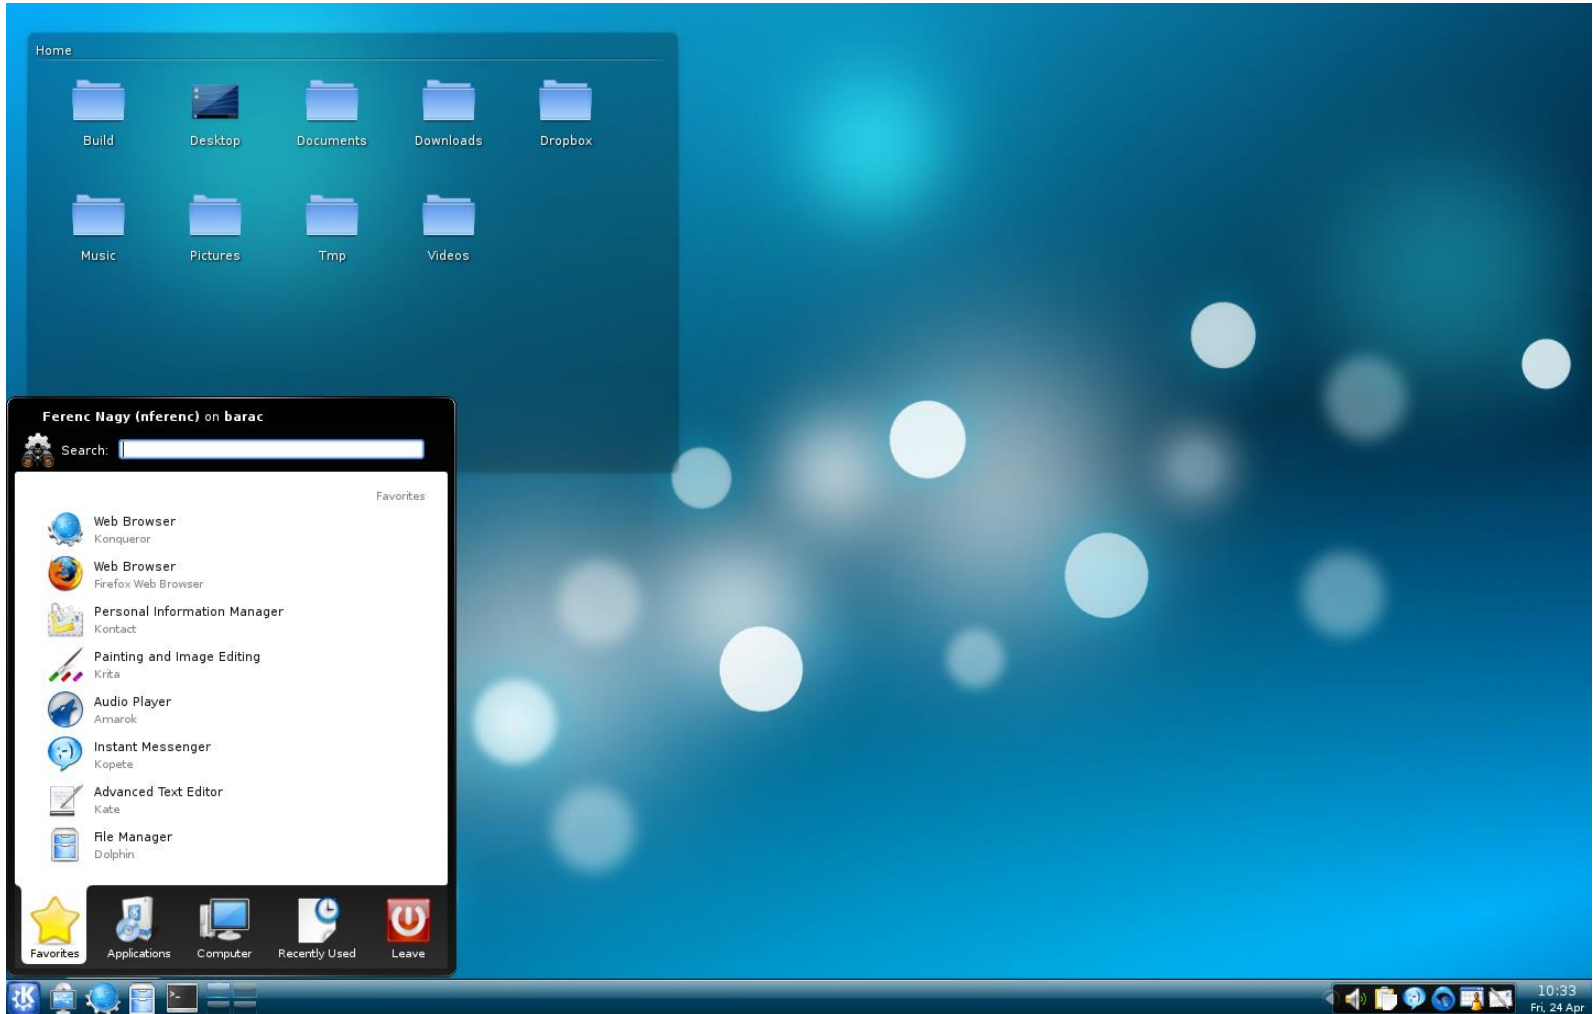 Home
Build
Desktop
Documents
Downloads
Dropbox
Music
Pictures
Tmp
Videos
Ferenc Nagy (nferenc) on barac
Search:
Favorites
Web Browser
Konqueror
Web Browser
Firefox Web Browser
Personal Information Manager
Kontact
Painting and Image Editing
Krita
Audio Player
Amarok
Instant Messenger
Kopete
Advanced Text Editor
Kate
File Manager
Dolphin
Favorites
Applications
Computer
Recently Used
Leave
10:33
Fri, 24 Apr